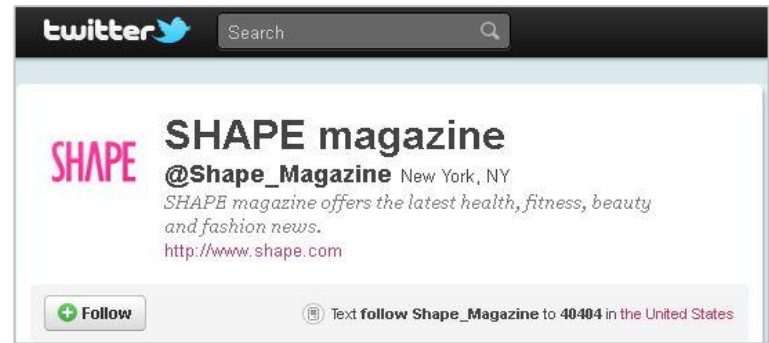 twitter
Search
SHAPE
SHAPE magazine
@Shape_Magazine New York, NY
SHAPE magazine offers the latest health, fitness, beauty
and fashion news.
http://www.shape.com
Follow
Text follow Shape_Magazine to 40404 in the United States